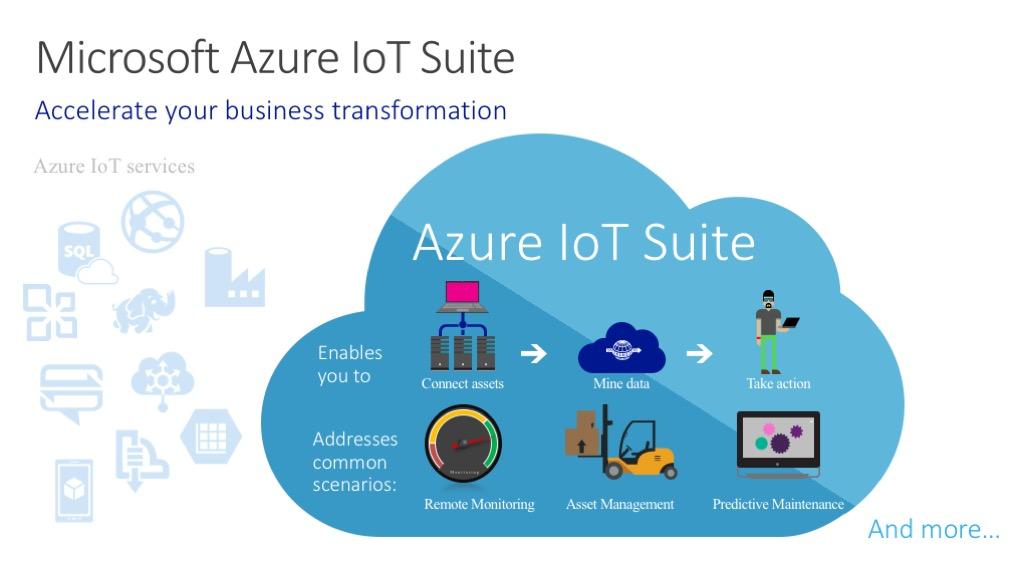 Microsoft Azure IoT Suite
Accelerate your business transformation
Azure IoT services
SQL
Azure IoT Suite
Enables
you to
Connect assets
Mine data
Take action
Addresses
common
scenarios:
Monitoring
Remote Monitoring
Asset Management
Predictive Maintenance
And more...